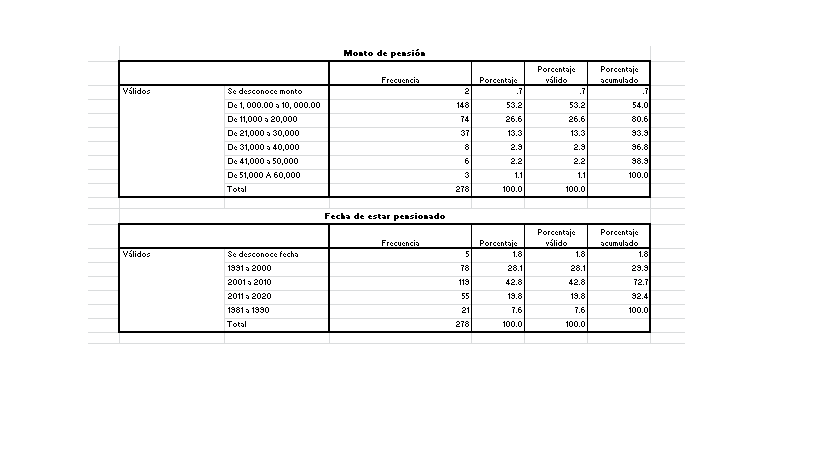 Monto de pensión
Frecuencia Porcentaje Porcentaje válido Porcentaje acumulado
Válidos Se desconoce monto 2 .7 .7 .7
De 1, 000.00 a 10, 000.00 148 53.2 53.2 54.0
De 11,000 a 20,000 74 26.6 26.6 80.6
De 21,000 a 30,000 37 13.3 13.3 93.9
De 31,000 a 40,000 8 2.9 2.9 96.8
De 41,000 a 50,000 6 2.2 2.2 98.9
De 51,000 A 60,000 3 1.1 1.1 100.0
Total 278 100.0 100.0
Fecha de estar pensionado
Frecuencia Porcentaje Porcentaje válido Porcentaje acumulado
Válidos Se desconoce fecha 5 1.8 1.8 1.8
1991 a 2000 78 28.1 28.1 29.9
2001 a 2010 119 42.8 42.8 72.7
2011 a 2020 55 19.8 19.8 92.4
1981 a 1990 21 7.6 7.6 100.0
Total 278 100.0 100.0